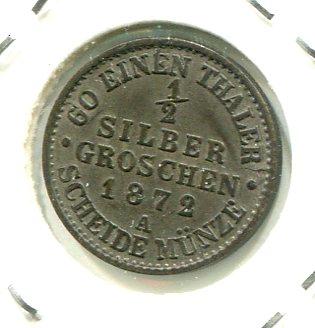 60 EINEN THALER
1/2
SILBER
GROSCHEN
1872
A
SCHEIDE MÜNZE